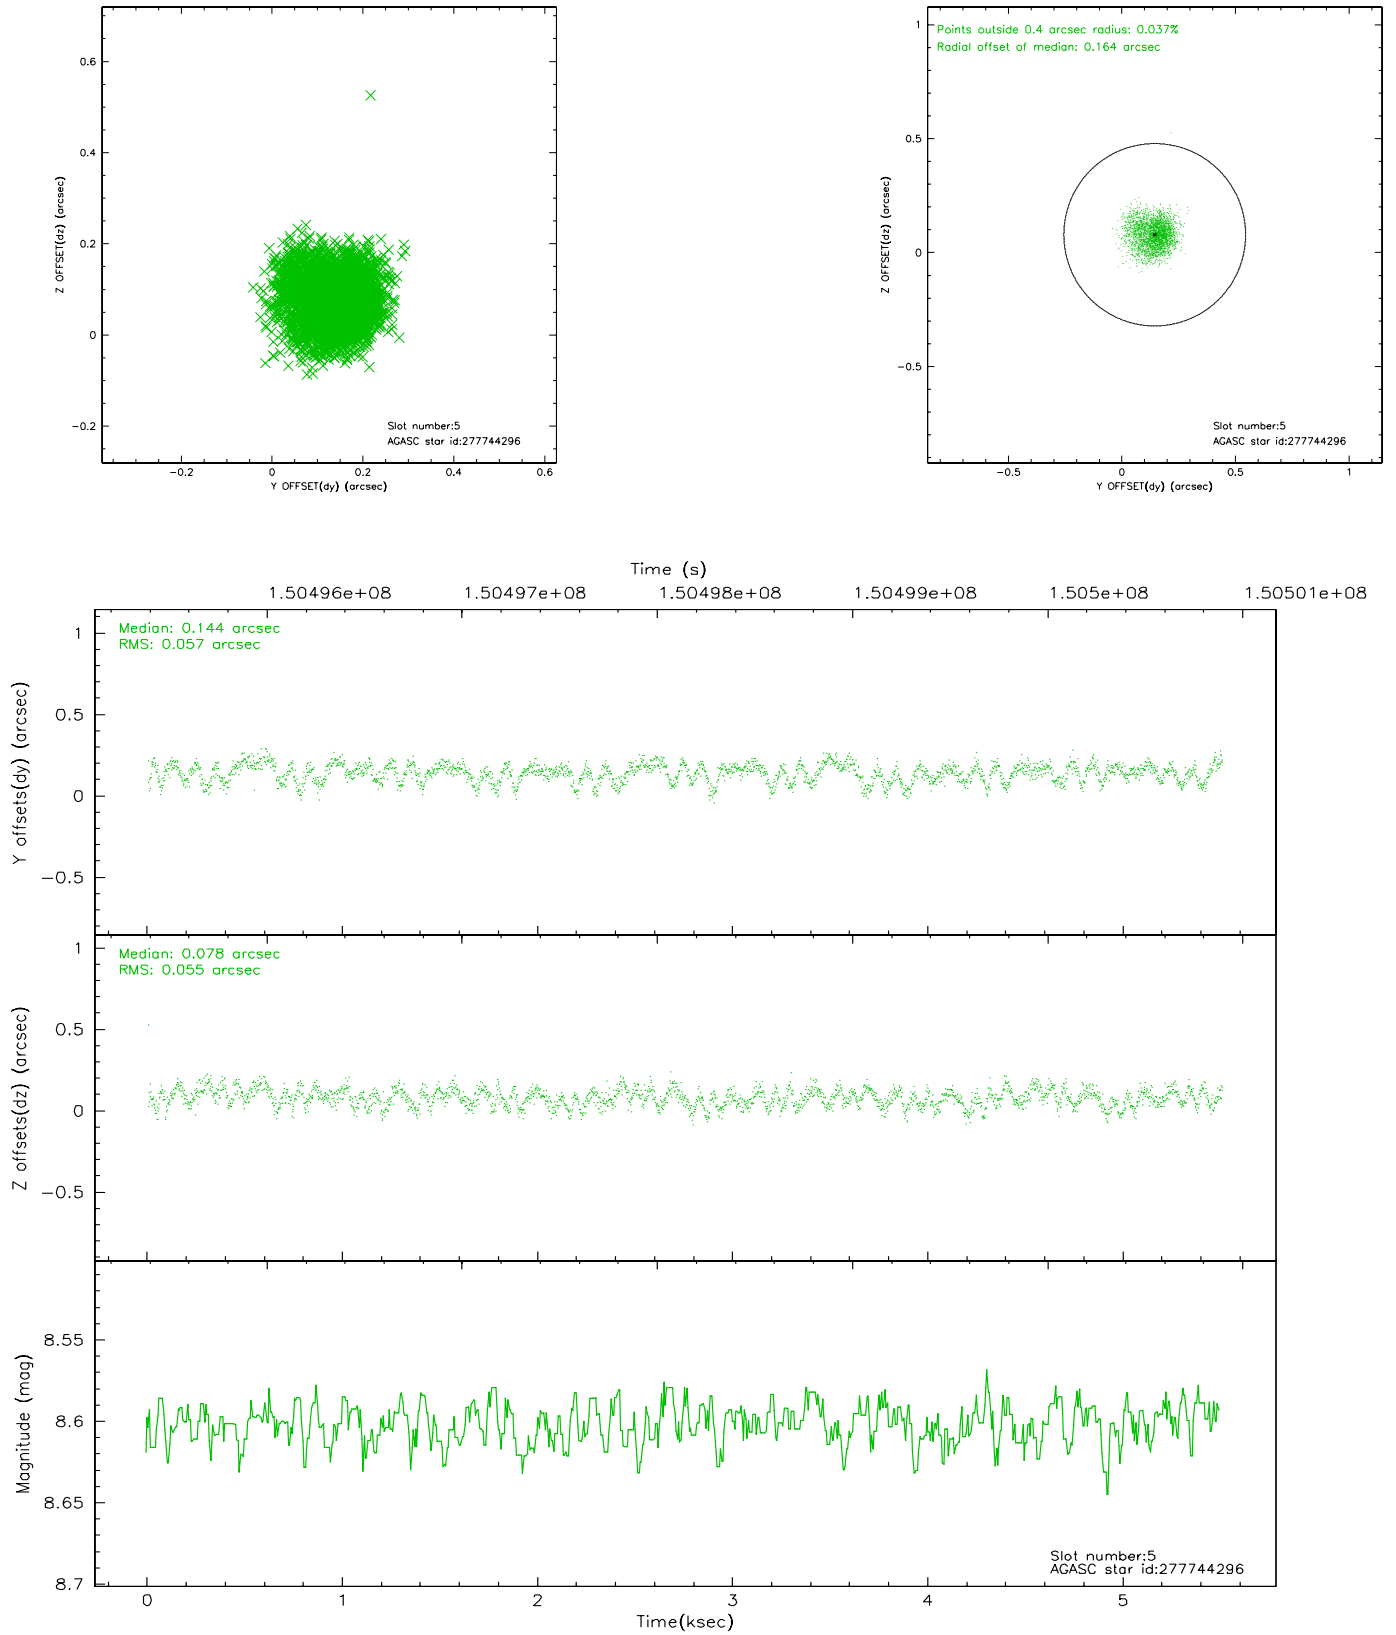 0.6
0.4
0.2
0
−0.2
Z OFFSET(dz) (arcsec)
Slot number:5
AGASC star id:277744296
−0.2 0 0.2 0.4 0.6
Y OFFSET(dy) (arcsec)
Points outside 0.4 arcsec radius: 0.037%
Radial offset of median: 0.164 arcsec
1
0.5
0
−0.5
Z OFFSET(dz) (arcsec)
Slot number:5
AGASC star id:277744296
−0.5 0 0.5 1
Y OFFSET(dy) (arcsec)
Time (s)
1.50496e+08 1.50497e+08 1.50498e+08 1.50499e+08 1.505e+08 1.50501e+08
Median: 0.144 arcsec
RMS: 0.057 arcsec
1
0.5
0
−0.5
Y offsets(dy) (arcsec)
Median: 0.078 arcsec
RMS: 0.055 arcsec
1
0.5
0
−0.5
Z offsets(dz) (arcsec)
8.55
8.6
8.65
8.7
Magnitude (mag)
Slot number:5
AGASC star id:277744296
0 1 2 3 4 5
Time(ksec)